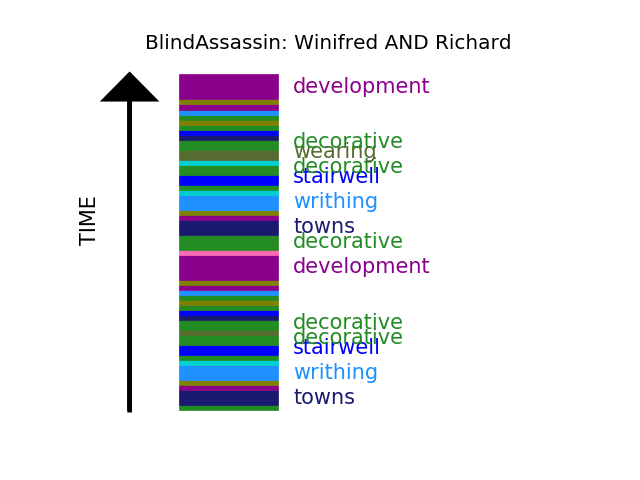 BlindAssassin: Winifred AND Richard
development
decorative
wearing
decorative
stairwell
writhing
towns
decorative
development
decorative
decorative
stairwell
writhing
towns
TIME